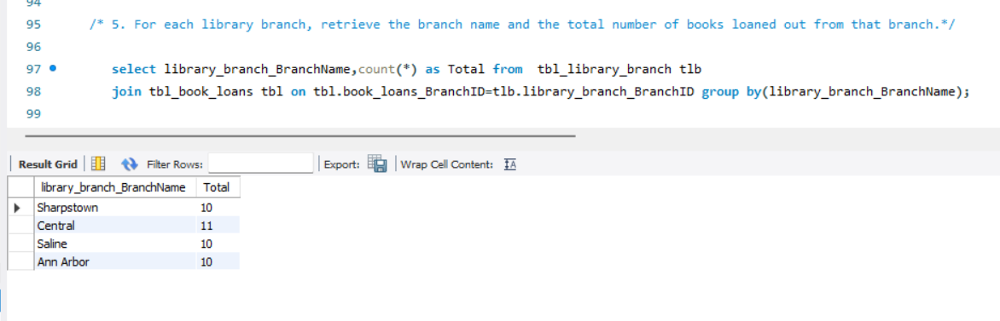 94
95 /* 5. For each library branch, retrieve the branch name and the total number of books loaned out from that branch.*/
96
97 select library_branch_BranchName,count(*) as Total from  tbl_library_branch tlb
98 join tbl_book_loans tbl on tbl.book_loans_BranchID=tlb.library_branch_BranchID group by(library_branch_BranchName);
99
Result Grid Filter Rows: Export: Wrap Cell Content: IA
library_branch_BranchName Total
Sharpstown 10
Central 11
Saline 10
Ann Arbor 10